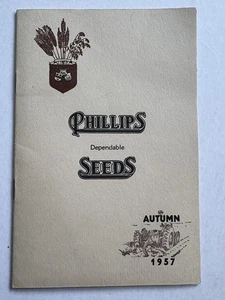 PHILLIPS
Dependable
SEEDS
AUTUMN
1957